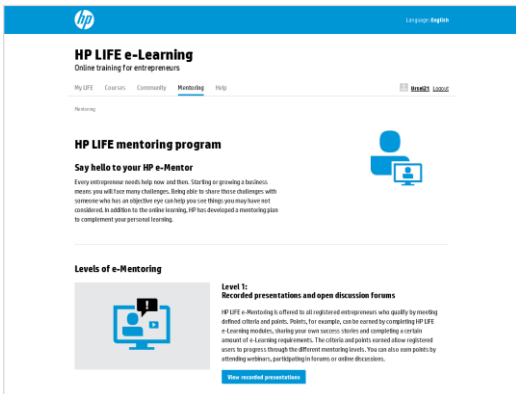 hp
Language: English
HP LIFE e-Learning
Online training for entrepreneurs
My LIFE Courses Community Mentoring Help
Logout
Mentoring
HP LIFE mentoring program
Say hello to your HP e-Mentor
Every entrepreneur needs help now and then. Starting or growing a business
means you will face many challenges. Being able to share those challenges with
someone who has an objective eye can help you see things you may have not
considered. In addition to the online learning, HP has developed a mentoring plan
to complement your personal learning.
Levels of e-Mentoring
!
Level 1:
Recorded presentations and open discussion forums
HP LIFE e-Mentoring is offered to all registered entrepreneurs who qualify by meeting
defined criteria and points. Points, for example, can be earned by completing HP LIFE
e-Learning modules, sharing your own success stories and completing a certain
amount of e-Learning requirements. The criteria and points earned allow registered
users to progress through the different mentoring levels. You can also earn points by
attending webinars, participating in forums or online discussions.
View recorded presentations